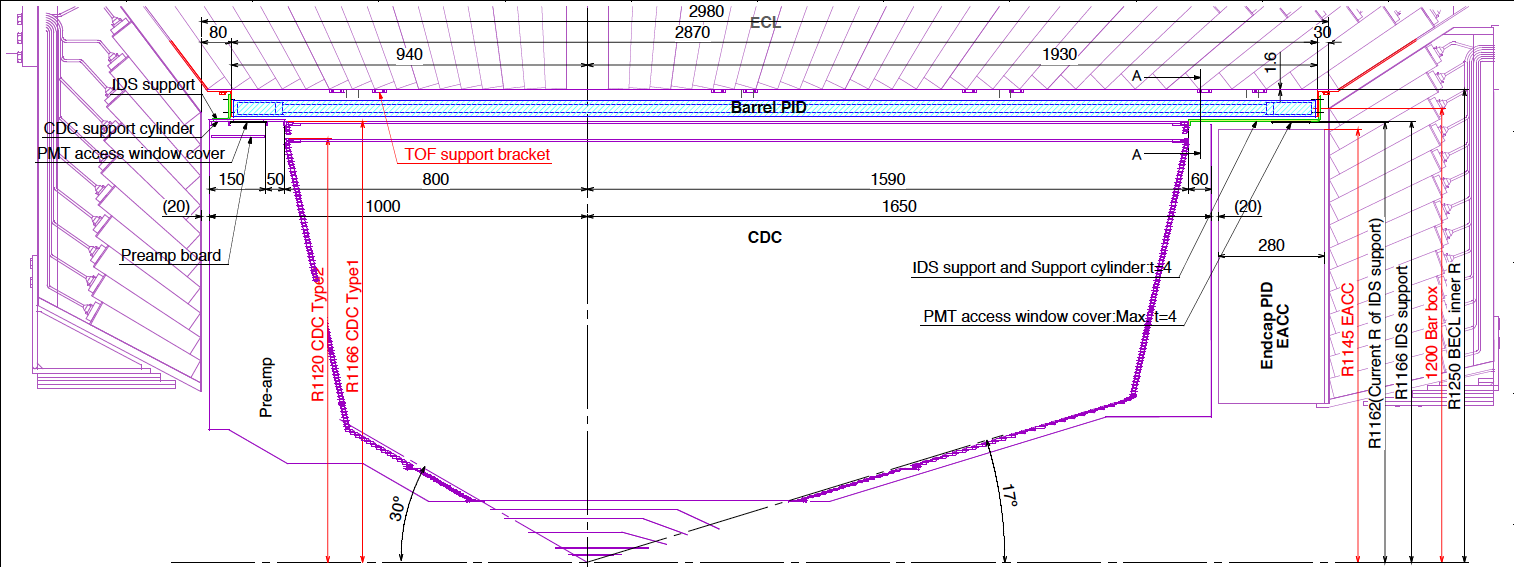 2980
ECL
80
2870
30
940
1930
1.6
A
IDS support
Barrel PID
CDC support cylinder
PMT access window cover
TOF support bracket
A
150
50
800
1590
60
(20)
1000
1650
(20)
CDC
Preamp board
280
IDS support and Support cylinder:t=4
PMT access window cover:Max. t=4
R1120 CDC Type2
R1166 CDC Type1
Pre-amp
Endcap PID
EACC
R1145 EACC
R1162(Current R of IDS support)
R1166 IDS support
1200 Bar box
R1250 BECL inner R
30°
17°